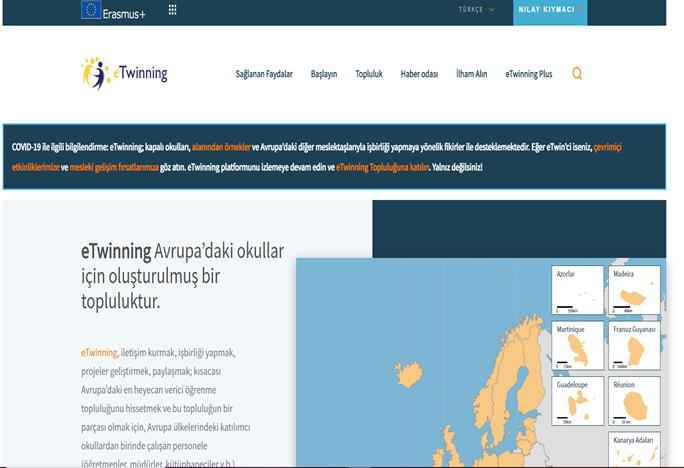 Erasmus+
TÜRKÇE
NILAY KIYMACI
eTwinning
Sağlanan Faydalar
Başlayın
Topluluk
Haber odası
İlham Alın
eTwinning Plus
COVID-19 ile ilgili bilgilendirme: eTwinning; kapalı okulları, alanından örnekler ve Avrupa'daki diğer meslektaşlarıyla işbirliği yapmaya yönelik fikirler ile desteklemektedir. Eğer eTwin'ci iseniz, çevrimiçi
etkinliklerimize ve mesleki gelişim fırsatlarımıza göz atın. eTwinning platformunu izlemeye devam edin ve eTwinning Topluluğuna katılın. Yalnız değilsiniz!
eTwinning Avrupa'daki okullar
için oluşturulmuş bir
topluluktur.
eTwinning, iletişim kurmak, işbirliği yapmak,
projeler geliştirmek, paylaşmak; kısacası
Avrupa'daki en heyecan verici öğrenme
topluluğunu hissetmek ve bu topluluğun bir
parçası olmak için, Avrupa ülkelerindeki katılımcı
okullardan birinde çalışan personele
(öğretmenler, müdürler, kütüphaneciler v.b.)
Azorlar
Madeira
Martinique
Fransız Guyanası
Guadeloupe
Réunion
Kanarya Adaları